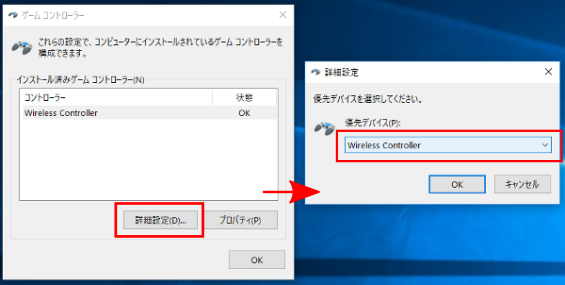 ゲーム コントローラー
これらの設定で、コンピューターにインストールされているゲーム コントローラーを
構成できます。
インストール済みゲーム コントローラー(N)
コントローラー 状態
Wireless Controller OK
詳細設定(D)... プロパティ(P)
OK
詳細設定
優先デバイスを選択してください。
優先デバイス(P):
Wireless Controller
OK キャンセル